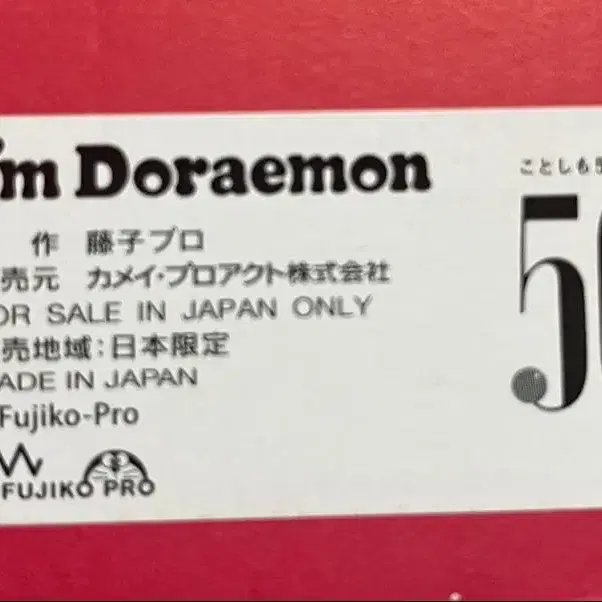 'm Doraemon
作 藤子プロ
売元 カメイ・プロアクト株式会社
OR SALE IN JAPAN ONLY
売地域:日本限定
ADE IN JAPAN
Fujiko-Pro
FUJIKO PRO
ことしも
5